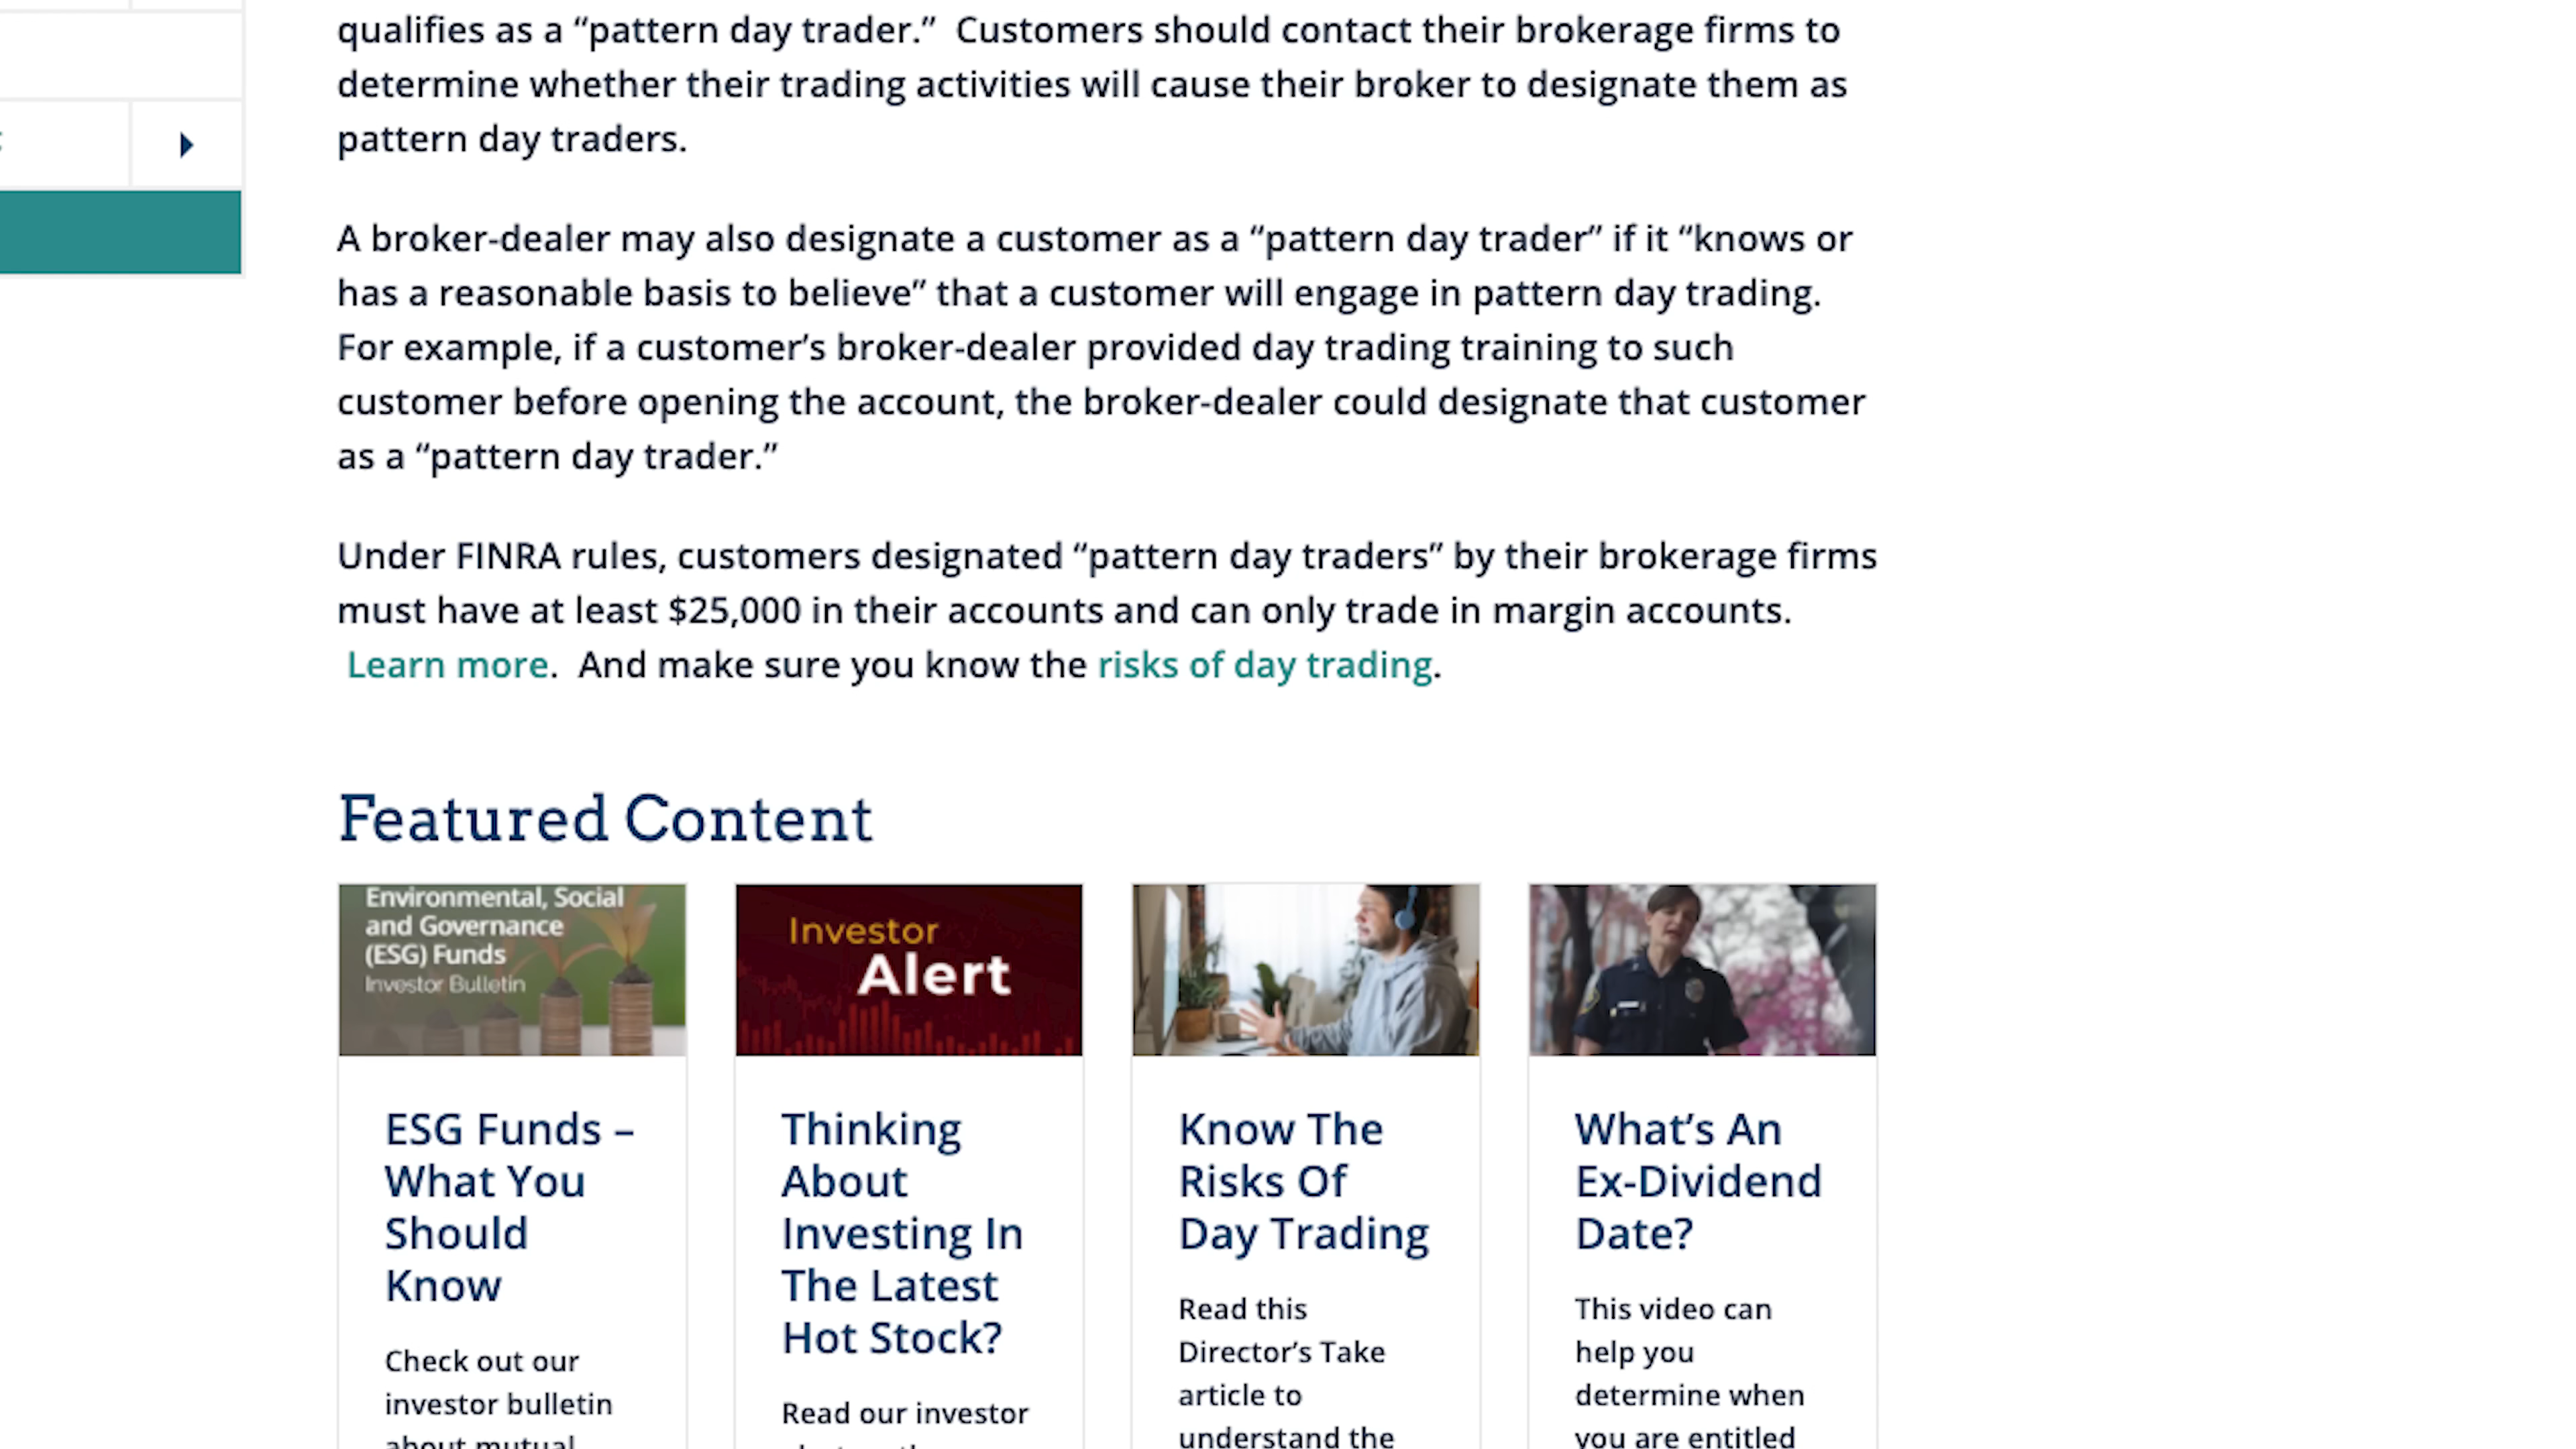 qualifies as a “pattern day trader.”  Customers should contact their brokerage firms to
determine whether their trading activities will cause their broker to designate them as
pattern day traders.
A broker-dealer may also designate a customer as a “pattern day trader” if it “knows or
has a reasonable basis to believe” that a customer will engage in pattern day trading.
For example, if a customer’s broker-dealer provided day trading training to such
customer before opening the account, the broker-dealer could designate that customer
as a “pattern day trader.”
Under FINRA rules, customers designated “pattern day traders” by their brokerage firms
must have at least $25,000 in their accounts and can only trade in margin accounts.
Learn more.  And make sure you know the risks of day trading.
Featured Content
Environmental, Social
and Governance
(ESG) Funds
Investor Bulletin
ESG Funds –
What You
Should
Know
Check out our
investor bulletin
about mutual
Investor
Alert
Thinking
About
Investing In
The Latest
Hot Stock?
Read our investor
Know The
Risks Of
Day Trading
Read this
Director’s Take
article to
understand the
What’s An
Ex-Dividend
Date?
This video can
help you
determine when
you are entitled